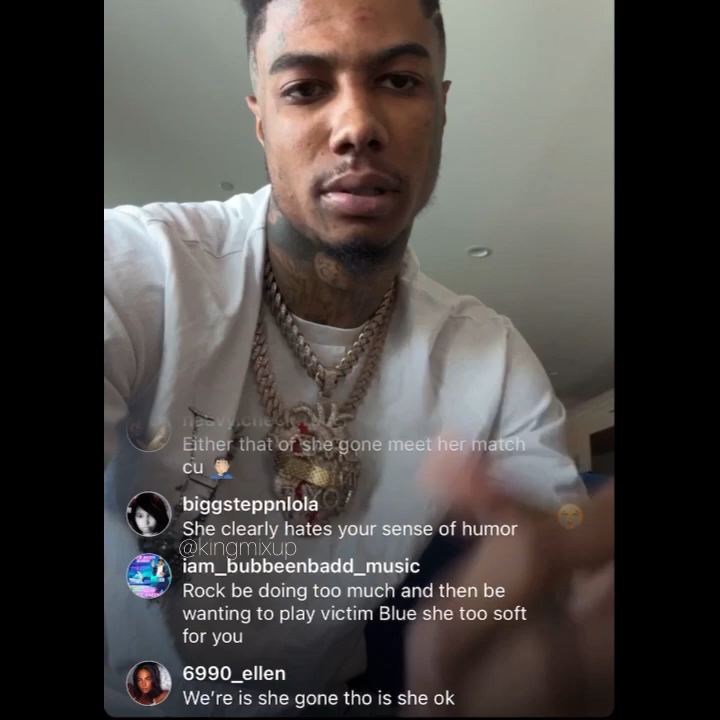 Either that of she gone meet her match
cu 🤦🏻‍♂️
biggsteppnlola
She clearly hates your sense of humor
@kingmixup
iam_bubbeenbadd_music
Rock be doing too much and then be
wanting to play victim Blue she too soft
for you
6990_ellen
We're is she gone tho is she ok